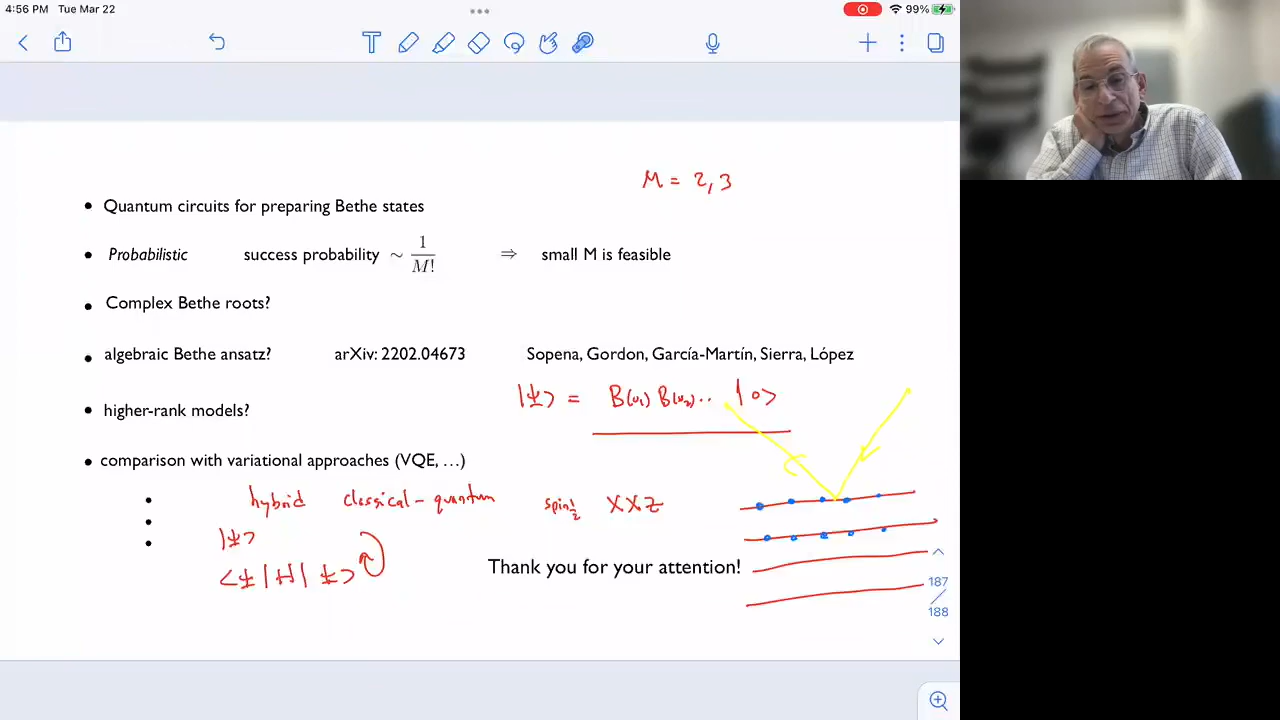 4:56 PM Tue Mar 22
99%
M = 2, 3
• Quantum circuits for preparing Bethe states
• Probabilistic success probability ∼ 1/M! ⇒ small M is feasible
• Complex Bethe roots?
• algebraic Bethe ansatz? arXiv: 2202.04673 Sopena, Gordon, García-Martín, Sierra, López
|Ψ> = B(u₁) B(u₂) ·· |0>
• higher-rank models?
• comparison with variational approaches (VQE, …)
• hybrid classical-quantum spin ½ XXZ
•
• |Ψ>
<Ψ|H|Ψ>
Thank you for your attention!
187
188